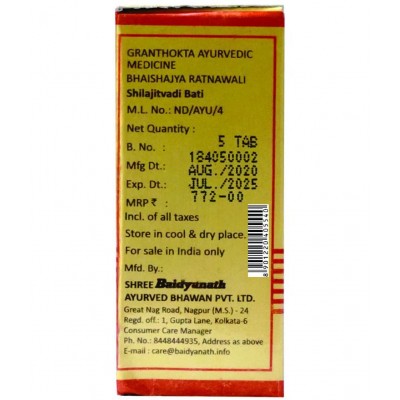 GRANTHOKTA AYURVEDIC
MEDICINE
BHAISHAJYA RATNAWALI
Shilajitvadi Bati
M.L. No.: ND/AYU/4
Net Quantity : 5 TAB
B. No. : 184050002
Mfg Dt.: AUG./2020
Exp. Dt.: JUL./2025
MRP ₹ : 772-00
Incl. of all taxes
Store in cool & dry place.
For sale in India only
Mfd. By.:
SHREE Baidyanath
AYURVED BHAWAN PVT. LTD.
Great Nag Road, Nagpur (M.S.) - 24
Regd. off.: 1, Gupta Lane, Kolkata-6
Consumer Care Manager
Ph. No.: 8448444935, Timing as above
E-mail : care@baidyanath.info
8901220405540